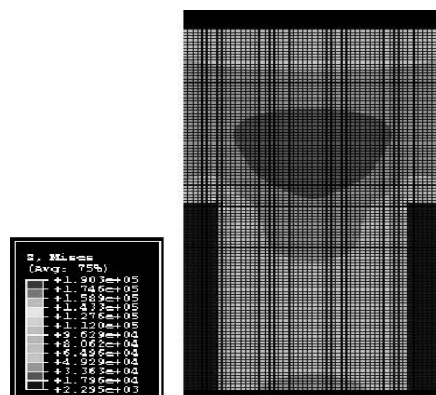 S, Mises
(Avg: 75%)
+1.903e+05
+1.746e+05
+1.589e+05
+1.433e+05
+1.276e+05
+1.120e+05
+9.629e+04
+8.062e+04
+6.496e+04
+4.929e+04
+3.363e+04
+1.796e+04
+2.295e+03